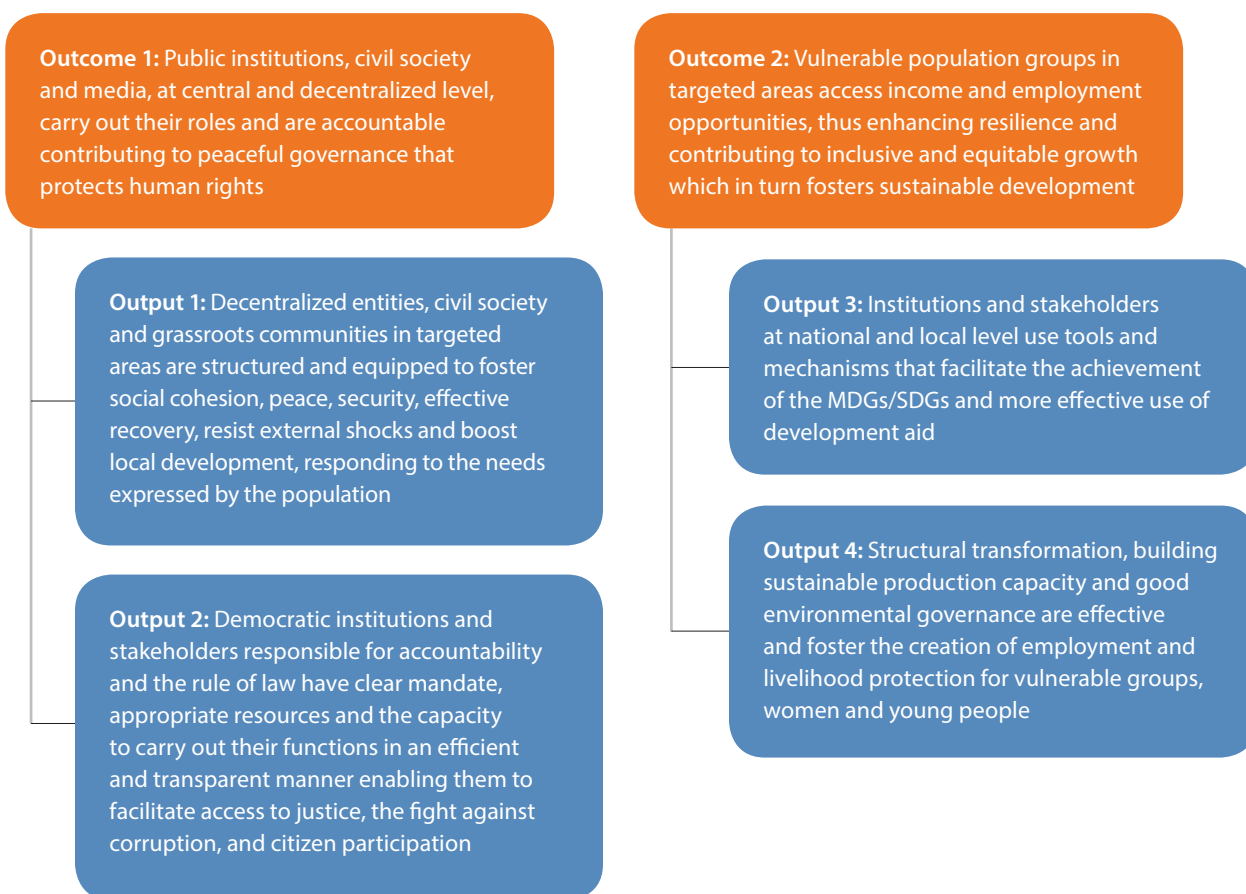 Outcome 1: Public institutions, civil society
and media, at central and decentralized level,
carry out their roles and are accountable
contributing to peaceful governance that
protects human rights
Output 1: Decentralized entities, civil society
and grassroots communities in targeted
areas are structured and equipped to foster
social cohesion, peace, security, effective
recovery, resist external shocks and boost
local development, responding to the needs
expressed by the population
Output 2: Democratic institutions and
stakeholders responsible for accountability
and the rule of law have clear mandate,
appropriate resources and the capacity
to carry out their functions in an efficient
and transparent manner enabling them to
facilitate access to justice, the fight against
corruption, and citizen participation
Outcome 2: Vulnerable population groups in
targeted areas access income and employment
opportunities, thus enhancing resilience and
contributing to inclusive and equitable growth
which in turn fosters sustainable development
Output 3: Institutions and stakeholders
at national and local level use tools and
mechanisms that facilitate the achievement
of the MDGs/SDGs and more effective use of
development aid
Output 4: Structural transformation, building
sustainable production capacity and good
environmental governance are effective
and foster the creation of employment and
livelihood protection for vulnerable groups,
women and young people